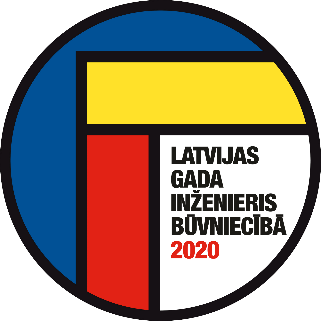 LATVIJAS
GADA
INŽENIERIS
BŪVNIECĪBĀ
2020